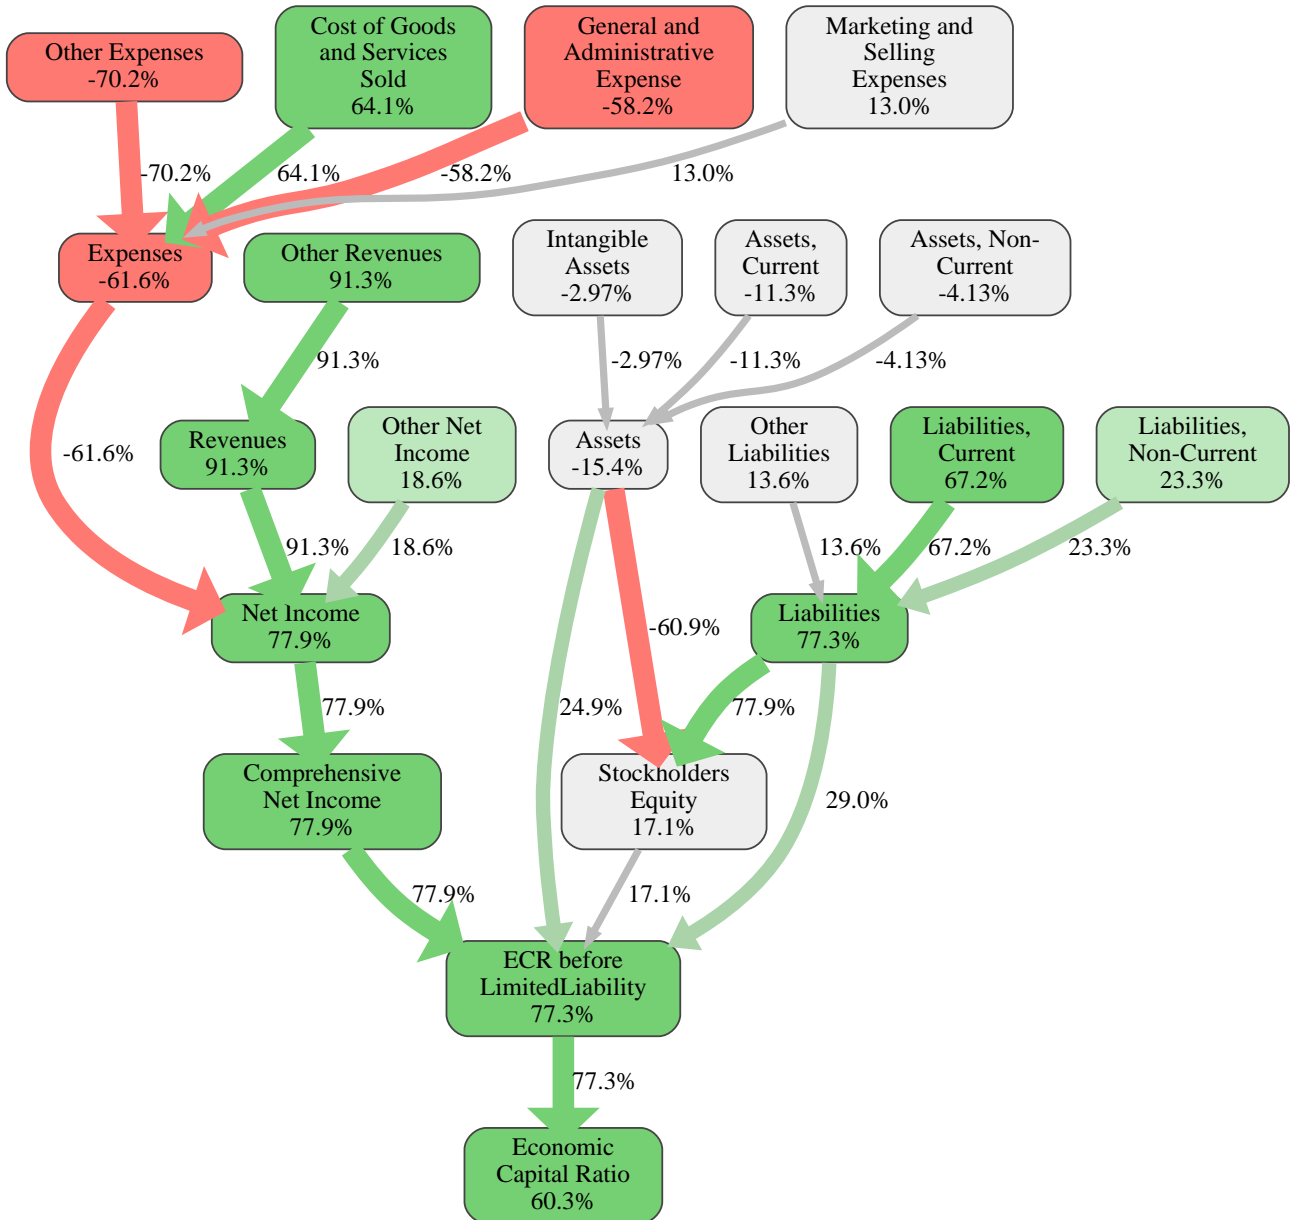 Other Expenses
-70.2%
Cost of Goods
and Services
Sold
64.1%
General and
Administrative
Expense
-58.2%
Marketing and
Selling
Expenses
13.0%
-70.2%
64.1%
-58.2%
13.0%
Expenses
-61.6%
Other Revenues
91.3%
Intangible
Assets
-2.97%
Assets,
Current
-11.3%
Assets, Non-
Current
-4.13%
91.3%
-2.97%
-11.3%
-4.13%
-61.6%
Revenues
91.3%
Other Net
Income
18.6%
Assets
-15.4%
Other
Liabilities
13.6%
Liabilities,
Current
67.2%
Liabilities,
Non-Current
23.3%
91.3%
18.6%
13.6%
67.2%
23.3%
Net Income
77.9%
-60.9%
Liabilities
77.3%
77.9%
24.9%
77.9%
Comprehensive
Net Income
77.9%
Stockholders
Equity
17.1%
29.0%
77.9%
17.1%
ECR before
LimitedLiability
77.3%
77.3%
Economic
Capital Ratio
60.3%